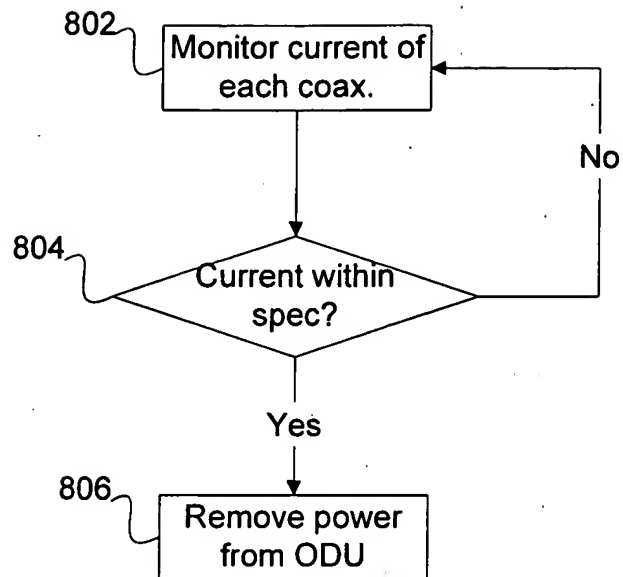 802
Monitor current of
each coax.
No
804
Current within
spec?
Yes
806
Remove power
from ODU